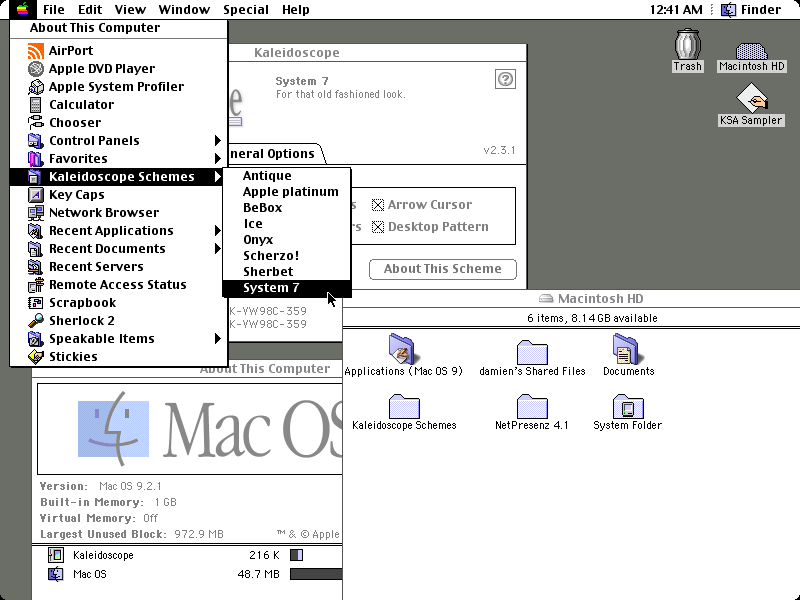 File Edit View Window Special Help 12:41 AM Finder
About This Computer
AirPort
Apple DVD Player
Apple System Profiler
Calculator
Chooser
Control Panels
Favorites
Kaleidoscope Schemes
Key Caps
Network Browser
Recent Applications
Recent Documents
Recent Servers
Remote Access Status
Scrapbook
Sherlock 2
Speakable Items
Stickies
Antique
Apple platinum
BeBox
Ice
Onyx
Scherzo!
Sherbet
System 7
Kaleidoscope
System 7
For that old fashioned look.
v2.3.1
neral Options
Arrow Cursor
Desktop Pattern
About This Scheme
K-YW98C-359
K-YW98C-359
Trash
Macintosh HD
KSA Sampler
Macintosh HD
6 items, 8.14 GB available
Applications (Mac OS 9) damien's Shared Files Documents
Kaleidoscope Schemes NetPresenz 4.1 System Folder
About This Computer
Mac OS
Version: Mac OS 9.2.1
Built-in Memory: 1 GB
Virtual Memory: Off
Largest Unused Block: 972.9 MB ™ & © Apple
Kaleidoscope 216 K
Mac OS 48.7 MB